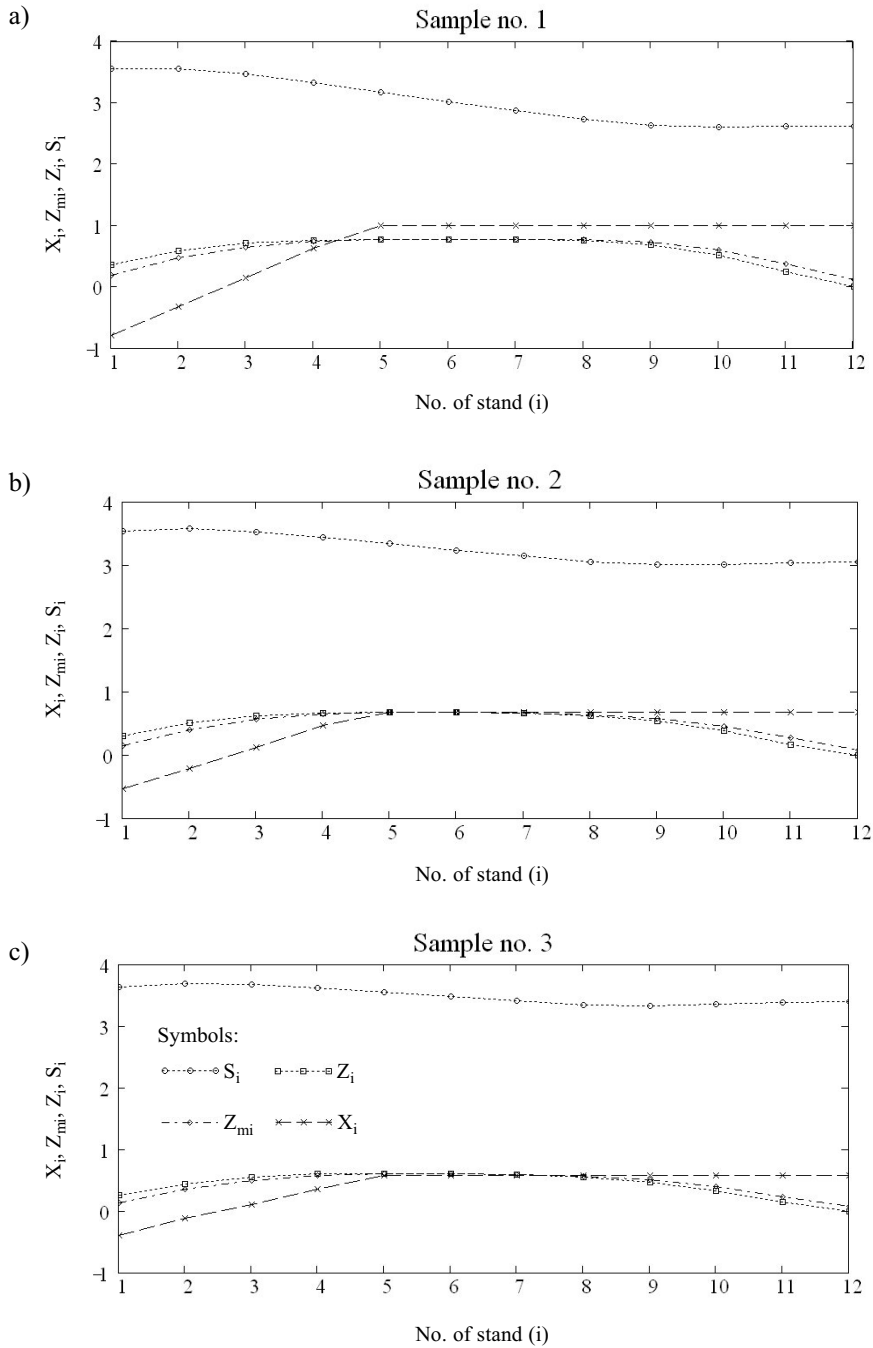 a)
Sample no. 1
4
3
2
1
0
–1
X_i, Z_mi, Z_i, S_i
1 2 3 4 5 6 7 8 9 10 11 12
No. of stand (i)
b)
Sample no. 2
4
3
2
1
0
–1
X_i, Z_mi, Z_i, S_i
1 2 3 4 5 6 7 8 9 10 11 12
No. of stand (i)
c)
Sample no. 3
4
3
2
1
0
–1
X_i, Z_mi, Z_i, S_i
Symbols:
S_i Z_i
Z_mi X_i
1 2 3 4 5 6 7 8 9 10 11 12
No. of stand (i)